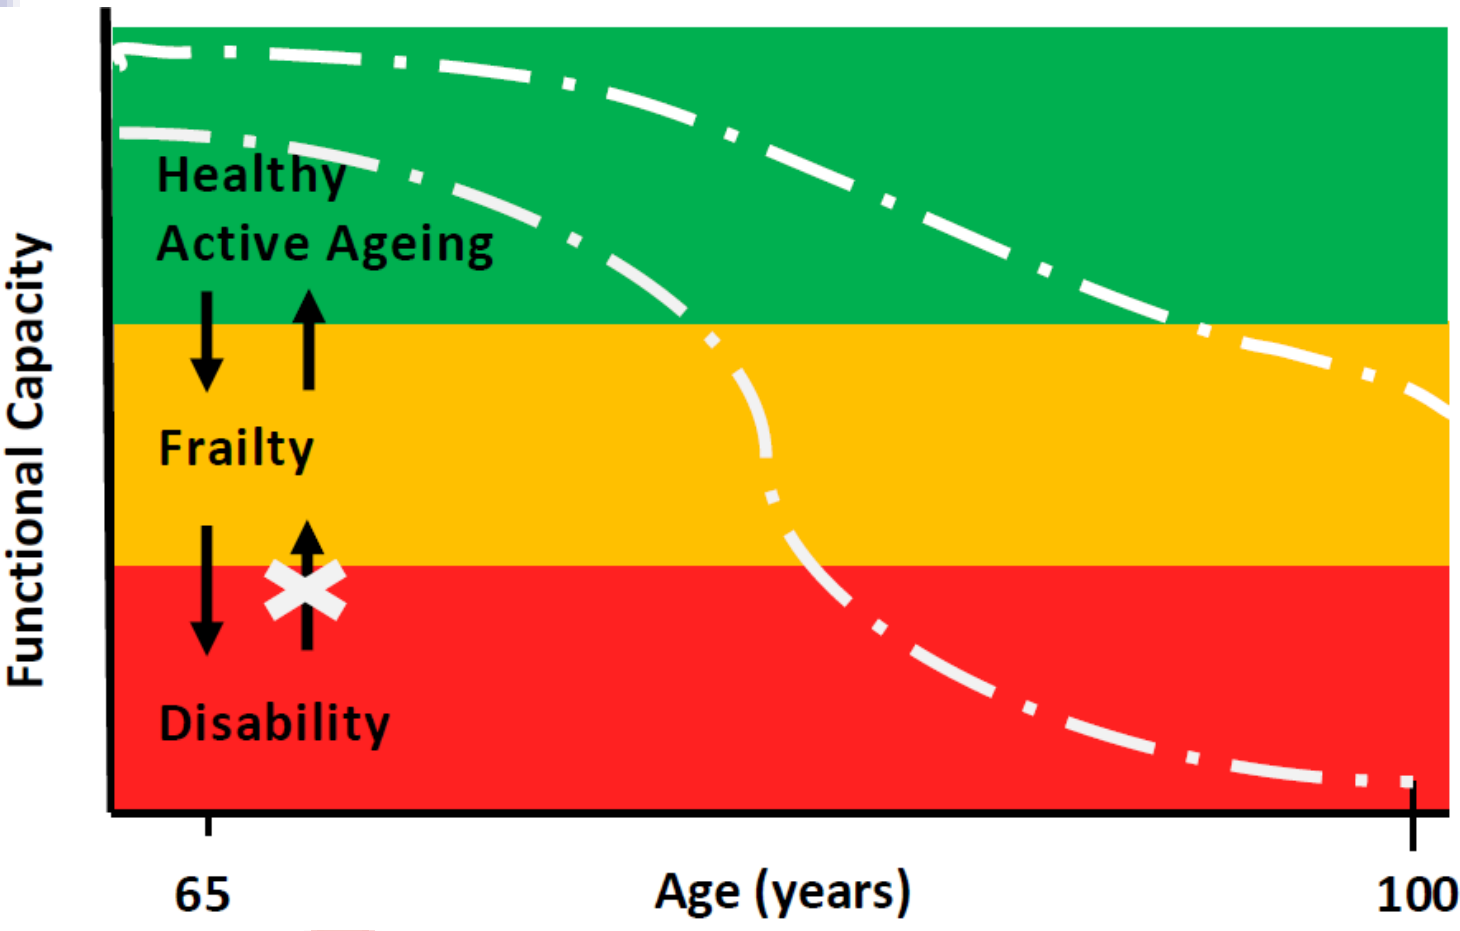 Functional Capacity
Healthy
Active Ageing
Frailty
Disability
65
Age (years)
100